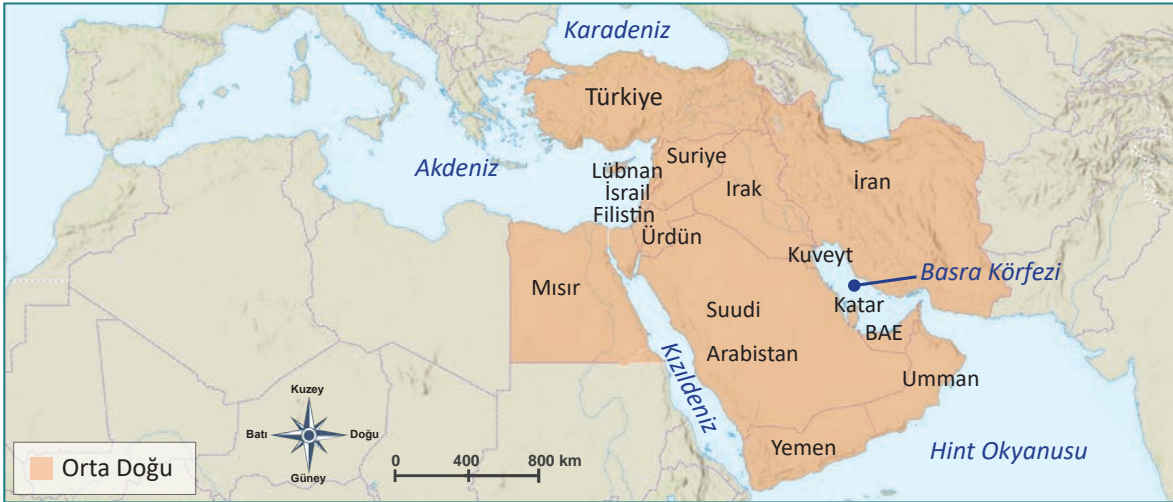 Karadeniz
Türkiye
Akdeniz
Suriye
Lübnan
İsrail
Filistin
Irak
İran
Ürdün
Kuveyt
Basra Körfezi
Mısır
Katar
Suudi
Arabistan
BAE
Kızıldeniz
Umman
Yemen
Hint Okyanusu
Kuzey
Batı
Doğu
Güney
Orta Doğu
0 400 800 km